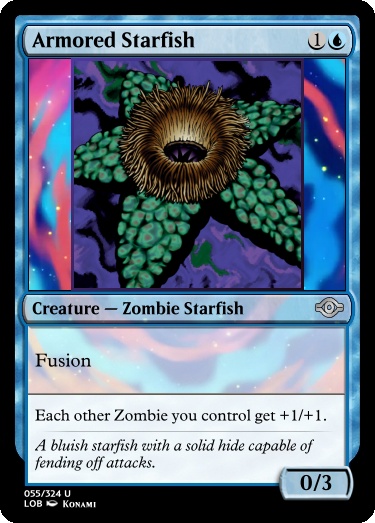 Armored Starfish 1
Creature — Zombie Starfish
Fusion
Each other Zombie you control get +1/+1.
A bluish starfish with a solid hide capable of
fending off attacks.
0/3
055/324 U
LOB Konami